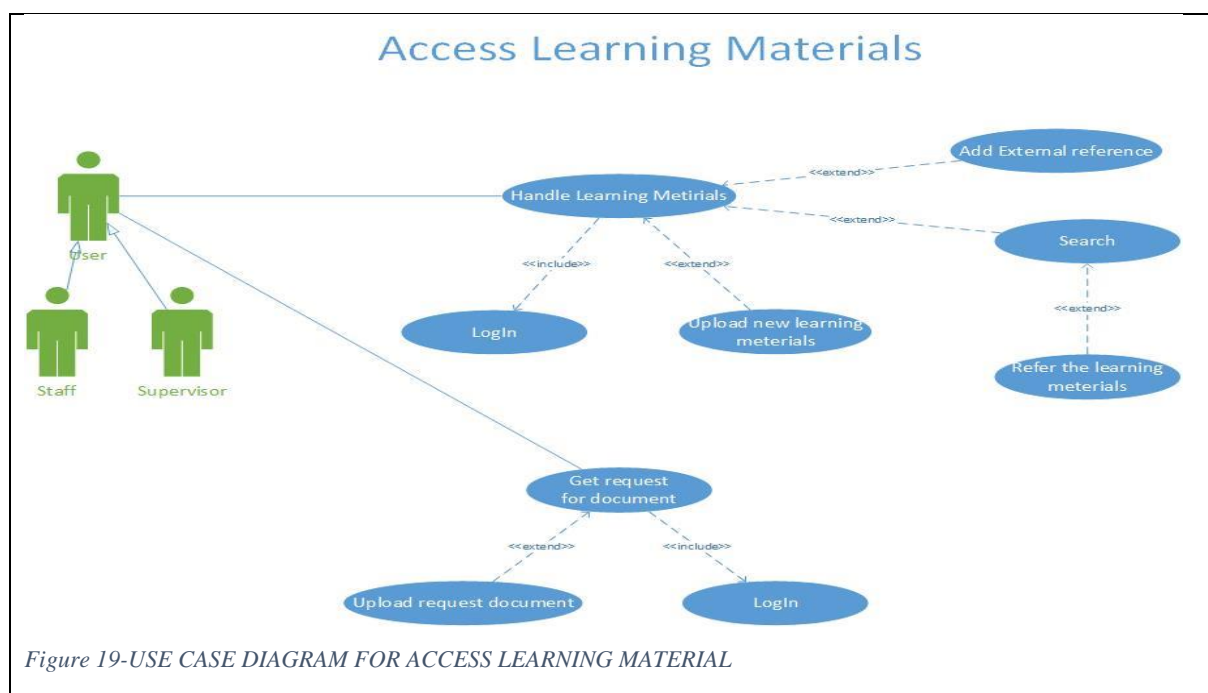 Access Learning Materials
Add External reference
<<extend>>
Handle Learning Metirials
<<extend>>
Search
User
<<include>>
<<extend>>
<<extend>>
LogIn
Upload new learning
meterials
Refer the learning
meterials
Staff
Supervisor
Get request
for document
<<extend>>
<<include>>
Upload request document
LogIn
Figure 19-USE CASE DIAGRAM FOR ACCESS LEARNING MATERIAL